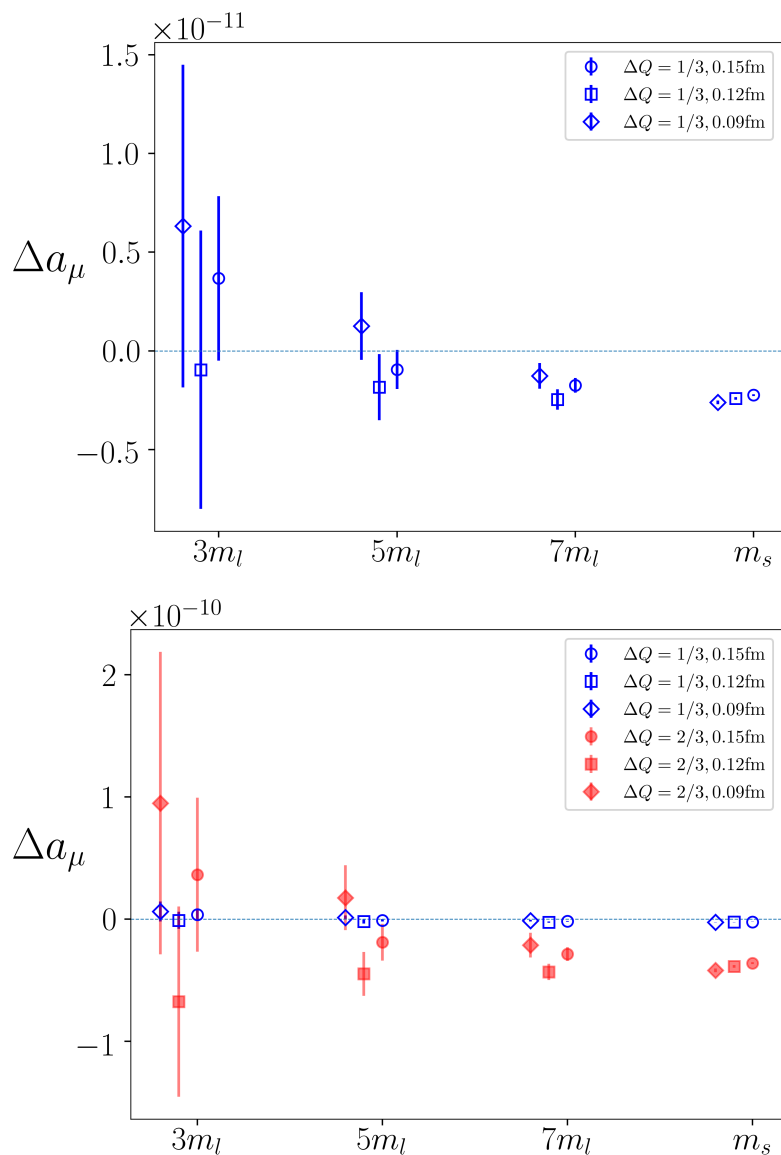 ×10⁻¹¹
1.5
1.0
0.5
0.0
−0.5
Δa_μ
ΔQ = 1/3, 0.15fm
ΔQ = 1/3, 0.12fm
ΔQ = 1/3, 0.09fm
3m_l 5m_l 7m_l m_s
×10⁻¹⁰
2
1
0
−1
Δa_μ
ΔQ = 1/3, 0.15fm
ΔQ = 1/3, 0.12fm
ΔQ = 1/3, 0.09fm
ΔQ = 2/3, 0.15fm
ΔQ = 2/3, 0.12fm
ΔQ = 2/3, 0.09fm
3m_l 5m_l 7m_l m_s